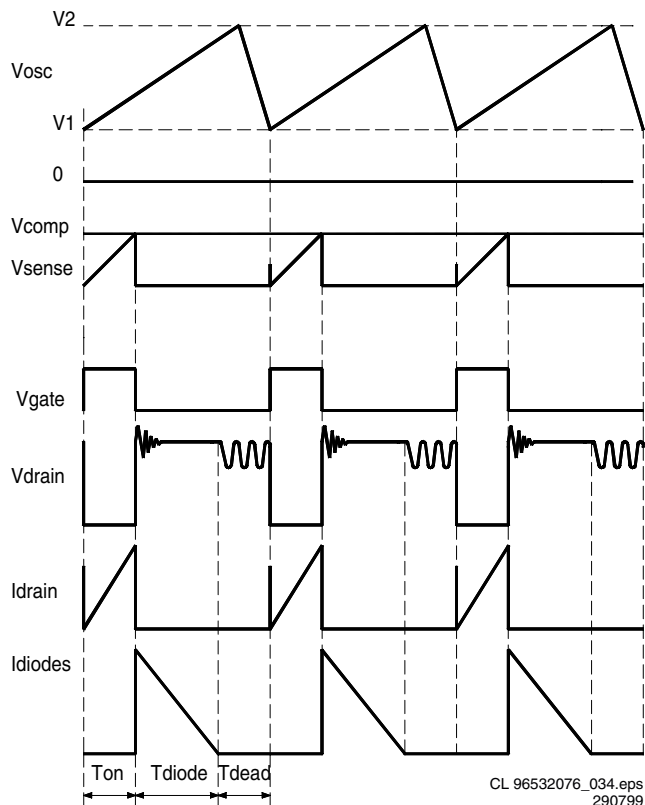 V2
Vosc
V1
0
Vcomp
Vsense
Vgate
Vdrain
Idrain
Idiodes
Ton Tdiode Tdead
CL 96532076_034.eps
290799